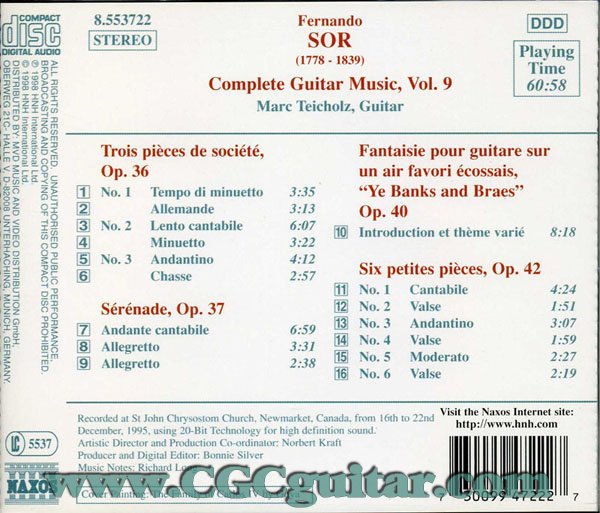 COMPACT
disc
DIGITAL AUDIO
8.553722
STEREO
Fernando
SOR
(1778 - 1839)
Complete Guitar Music, Vol. 9
Marc Teicholz, Guitar
DDD
Playing
Time
60:58
ALL RIGHTS RESERVED. UNAUTHORISED PUBLIC PERFORMANCE,
BROADCASTING AND COPYING OF THIS COMPACT DISC PROHIBITED.
℗ 1998 HNH International Ltd.
© 1998 HNH International Ltd.
DISTRIBUTED BY: MVD MUSIC AND VIDEO DISTRIBUTION GmbH,
OBERWEG 21C - HALLE V, D-82008 UNTERHACHING, MUNICH, GERMANY.
Trois pièces de société,
Op. 36
1 No. 1 Tempo di minuetto 3:35
2 Allemande 3:13
3 No. 2 Lento cantabile 6:07
4 Minuetto 3:22
5 No. 3 Andantino 4:12
6 Chasse 2:57
Sérénade, Op. 37
7 Andante cantabile 6:59
8 Allegretto 3:31
9 Allegretto 2:38
Fantaisie pour guitare sur
un air favori écossais,
“Ye Banks and Braes”
Op. 40
10 Introduction et thème varié 8:18
Six petites pièces, Op. 42
11 No. 1 Cantabile 4:24
12 No. 2 Valse 1:51
13 No. 3 Andantino 3:07
14 No. 4 Valse 1:59
15 No. 5 Moderato 2:27
16 No. 6 Valse 2:19
LC 5537
NAXOS
Recorded at St John Chrysostom Church, Newmarket, Canada, from 16th to 22nd
December, 1995, using 20-Bit Technology for high definition sound.
Artistic Director and Production Co-ordinator: Norbert Kraft
Producer and Digital Editor: Bonnie Silver
Music Notes: Richard
Cover Painting: The Family of IV by
Visit the Naxos Internet site:
http://www.hnh.com
7 30099 47222 7
www.CGCguitar.com